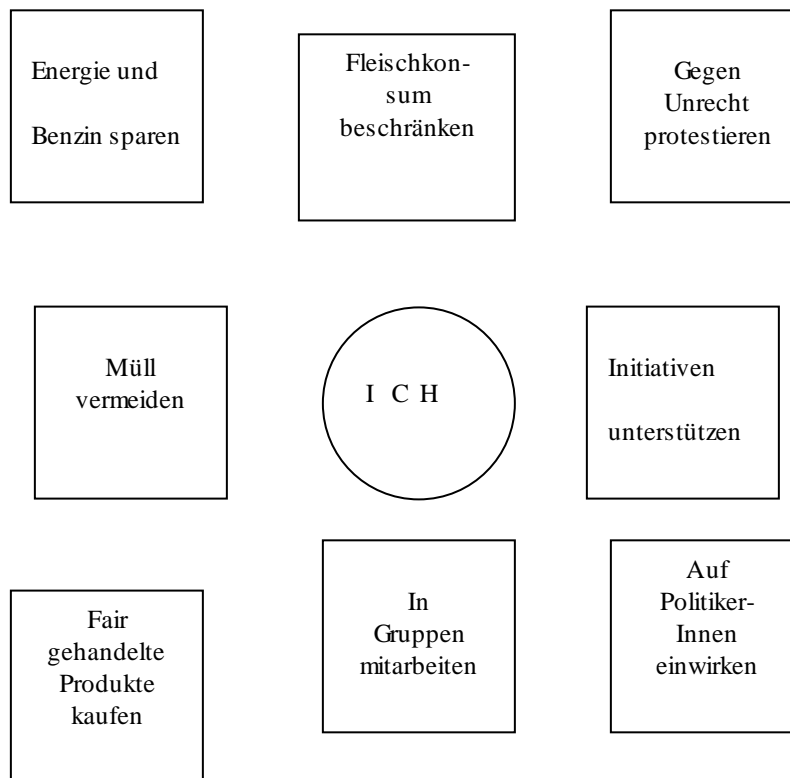 Energie und
Benzin sparen
Fleischkon-
sum
beschränken
Gegen
Unrecht
protestieren
Müll
vermeiden
I C H
Initiativen
unterstützen
Fair
gehandelte
Produkte
kaufen
In
Gruppen
mitarbeiten
Auf
Politiker-
Innen
einwirken